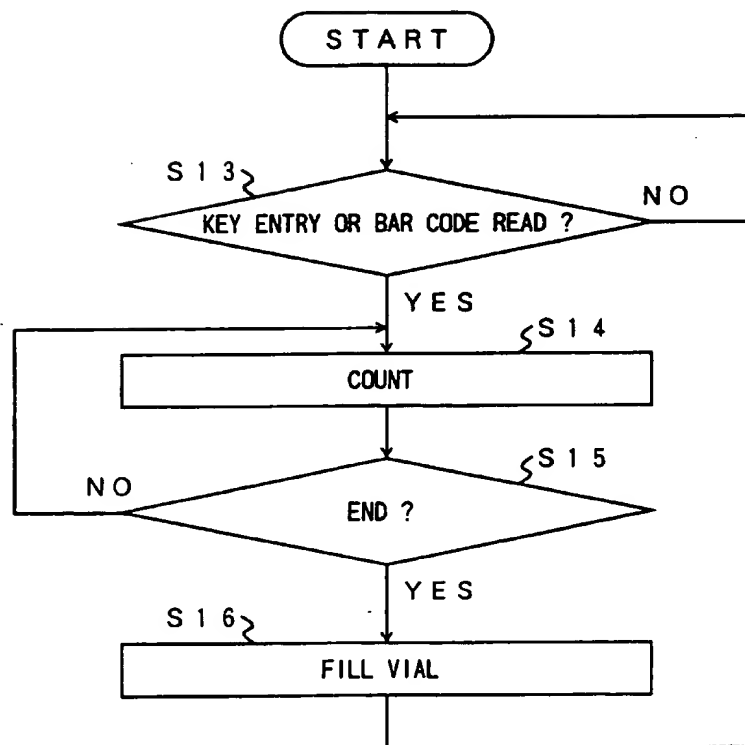 START
S13
KEY ENTRY OR BAR CODE READ ?
NO
YES
S14
COUNT
S15
NO
END ?
YES
S16
FILL VIAL